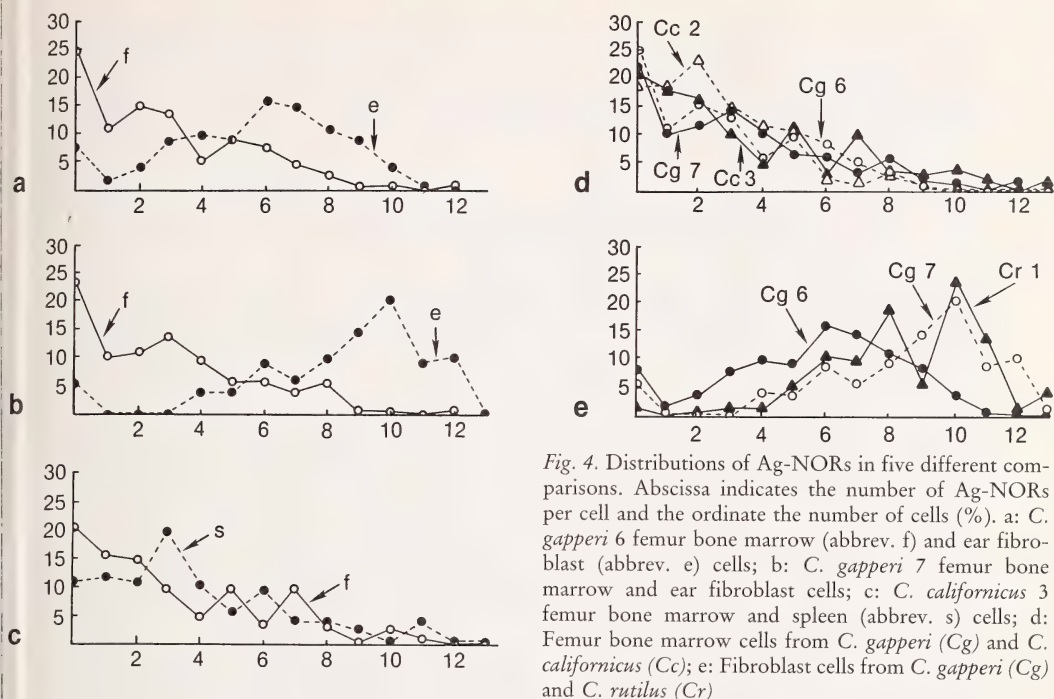 30
25
20
15
10
5
f
e
a
2 4 6 8 10 12
30
25
20
15
10
5
f
e
b
2 4 6 8 10 12
30
25
20
15
10
5
s
f
c
2 4 6 8 10 12
30
25
20
15
10
5
Cc 2
Cg 6
Cg 7
Cc 3
d
2 4 6 8 10 12
30
25
20
15
10
5
Cg 6
Cg 7
Cr 1
e
2 4 6 8 10 12
Fig. 4. Distributions of Ag-NORs in five different com-
parisons. Abscissa indicates the number of Ag-NORs
per cell and the ordinate the number of cells (%). a: C.
gapperi 6 femur bone marrow (abbrev. f) and ear fibro-
blast (abbrev. e) cells; b: C. gapperi 7 femur bone
marrow and ear fibroblast cells; c: C. californicus 3
femur bone marrow and spleen (abbrev. s) cells; d:
Femur bone marrow cells from C. gapperi (Cg) and C.
californicus (Cc); e: Fibroblast cells from C. gapperi (Cg)
and C. rutilus (Cr)